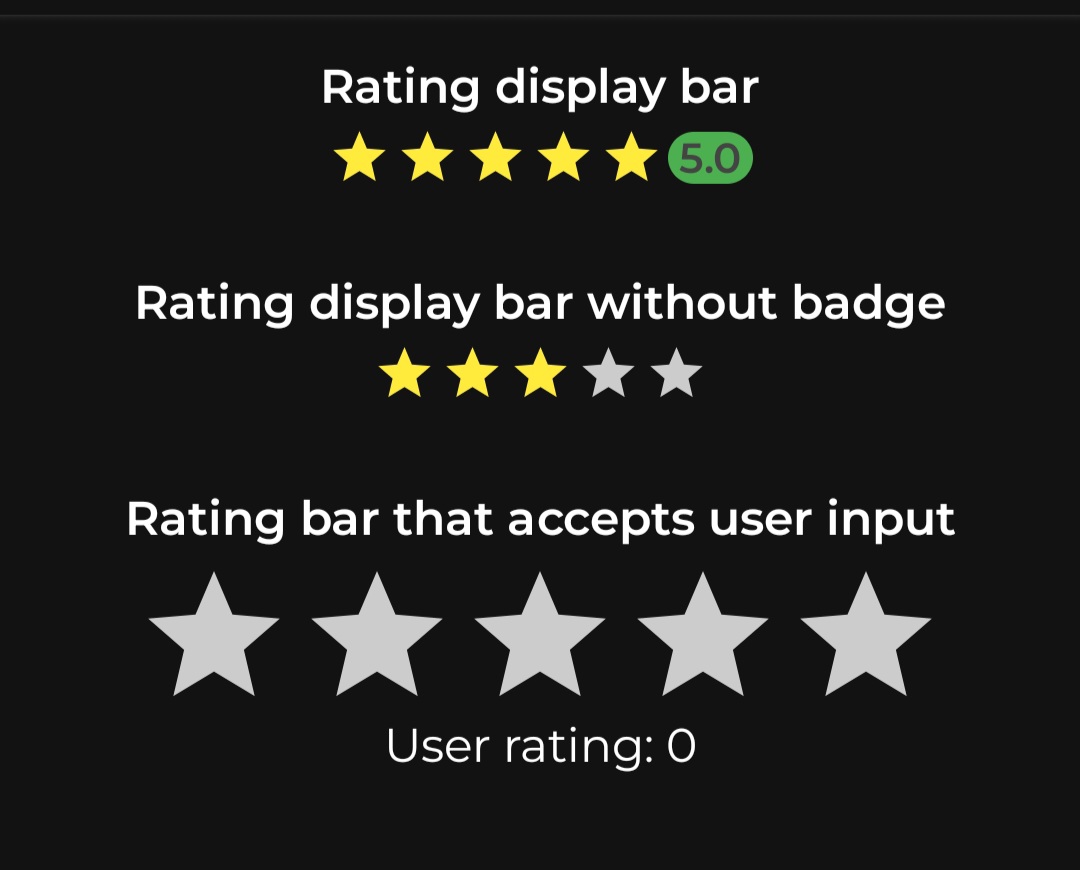 Rating display bar
5.0
Rating display bar without badge
Rating bar that accepts user input
User rating: 0